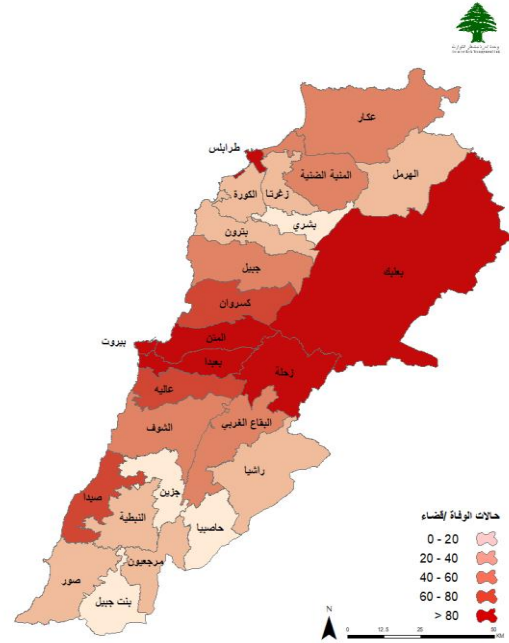 عكار
طرابلس
المنية الضنية
الهرمل
زغرتا
الكورة
بشري
بترون
بعلبك
جبيل
كسروان
المتن
بيروت
بعبدا
زحلة
عاليه
الشوف
البقاع الغربي
راشيا
صيدا
جزين
النبطية
حاصبيا
مرجعيون
صور
بنت جبيل
حالات الوفاة /قضاء
0 - 20
20 - 40
40 - 60
60 - 80
> 80
N
0 12.5 25 50
KM